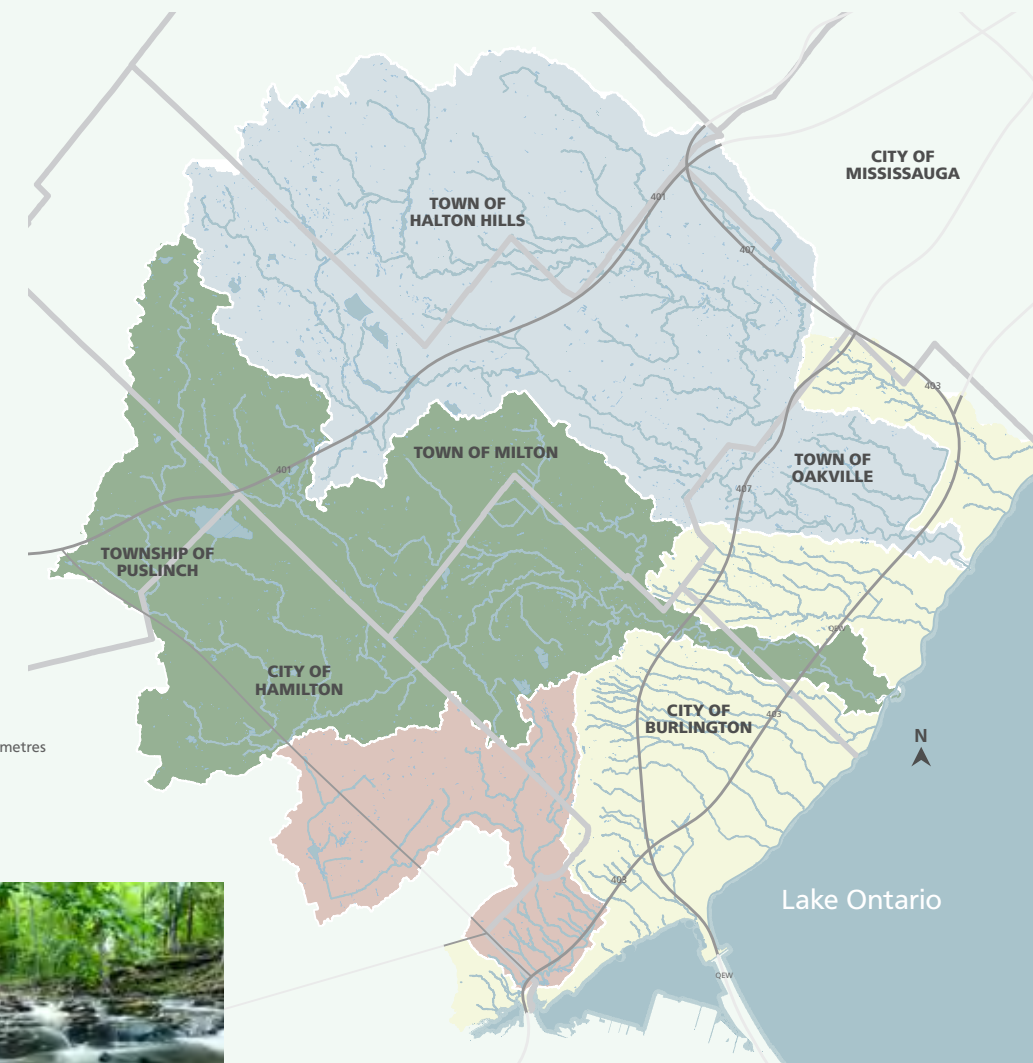 CITY OF
MISSISSAUGA
TOWN OF
HALTON HILLS
401
407
403
TOWN OF MILTON
TOWN OF
OAKVILLE
401
407
TOWNSHIP OF
PUSLINCH
QEW
CITY OF
HAMILTON
CITY OF
BURLINGTON
403
N
metres
403
Lake Ontario
QEW